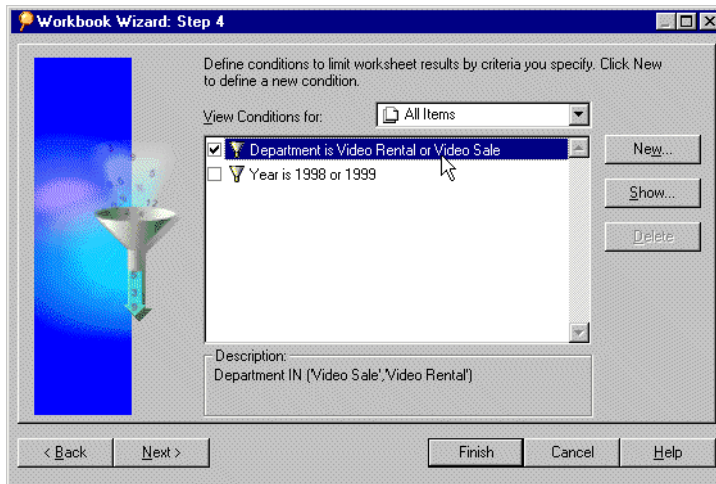 Workbook Wizard: Step 4
Define conditions to limit worksheet results by criteria you specify. Click New
to define a new condition.
View Conditions for:
All Items
Department is Video Rental or Video Sale
Year is 1998 or 1999
New...
Show...
Delete
Description:
Department IN ('Video Sale','Video Rental')
< Back
Next >
Finish
Cancel
Help